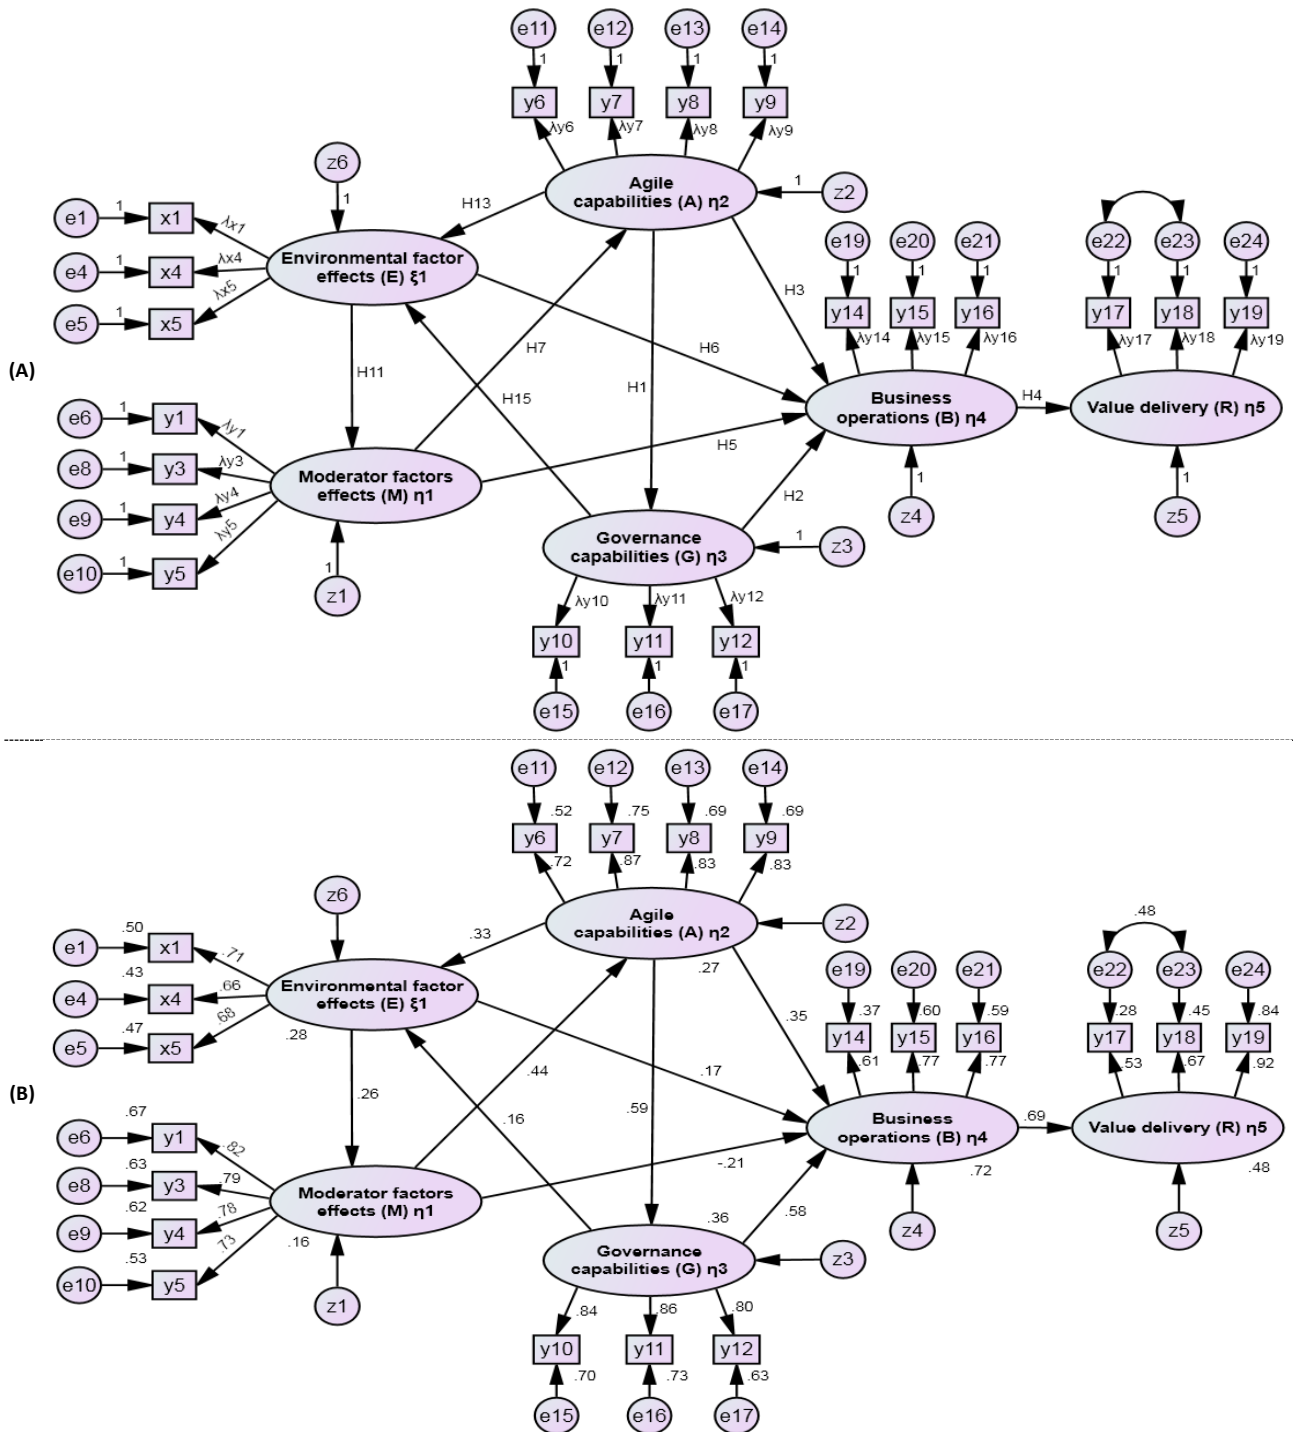 e11 e12 e13 e14
1 1 1 1
y6 y7 y8 y9
λy6 λy7 λy8 λy9
z6
1
Agile
capabilities (A) η2
1 z2
H13
e1 1 x1 λx1
e4 1 x4 λx4
e5 1 x5 λx5
Environmental factor
effects (E) ξ1
e19 e20 e21
1 1 1
y14 y15 y16
λy14 λy15 λy16
e22 e23 e24
1 1 1
y17 y18 y19
λy17 λy18 λy19
H3
H6
H7
H1
H11
H15
(A)
Business
operations (B) η4
H4
Value delivery (R) η5
e6 1 y1 λy1
e8 1 y3 λy3
e9 1 y4 λy4
e10 1 y5 λy5
Moderator factors
effects (M) η1
H5
H2
1
z1
1
z4
1
z5
Governance
capabilities (G) η3
1 z3
λy10 λy11 λy12
y10 y11 y12
1 1 1
e15 e16 e17
e11 e12 e13 e14
.52 .75 .69 .69
y6 y7 y8 y9
.72 .87 .83 .83
z6
Agile
capabilities (A) η2
.27
z2
.33
e1 .50 x1 .71
e4 .43 x4 .66
e5 .47 x5 .68
Environmental factor
effects (E) ξ1
.28
e19 e20 e21
.37 .60 .59
y14 y15 y16
.61 .77 .77
.48
e22 e23 e24
.28 .45 .84
y17 y18 y19
.53 .67 .92
.35
.17
.44
.59
.26
.16
(B)
Business
operations (B) η4
.72
.69
Value delivery (R) η5
.48
e6 .67 y1 .82
e8 .63 y3 .79
e9 .62 y4 .78
e10 .53 y5 .73
Moderator factors
effects (M) η1
.16
-.21
.58
z1
z4
z5
.36
Governance
capabilities (G) η3
z3
.84 .86 .80
y10 y11 y12
.70 .73 .63
e15 e16 e17